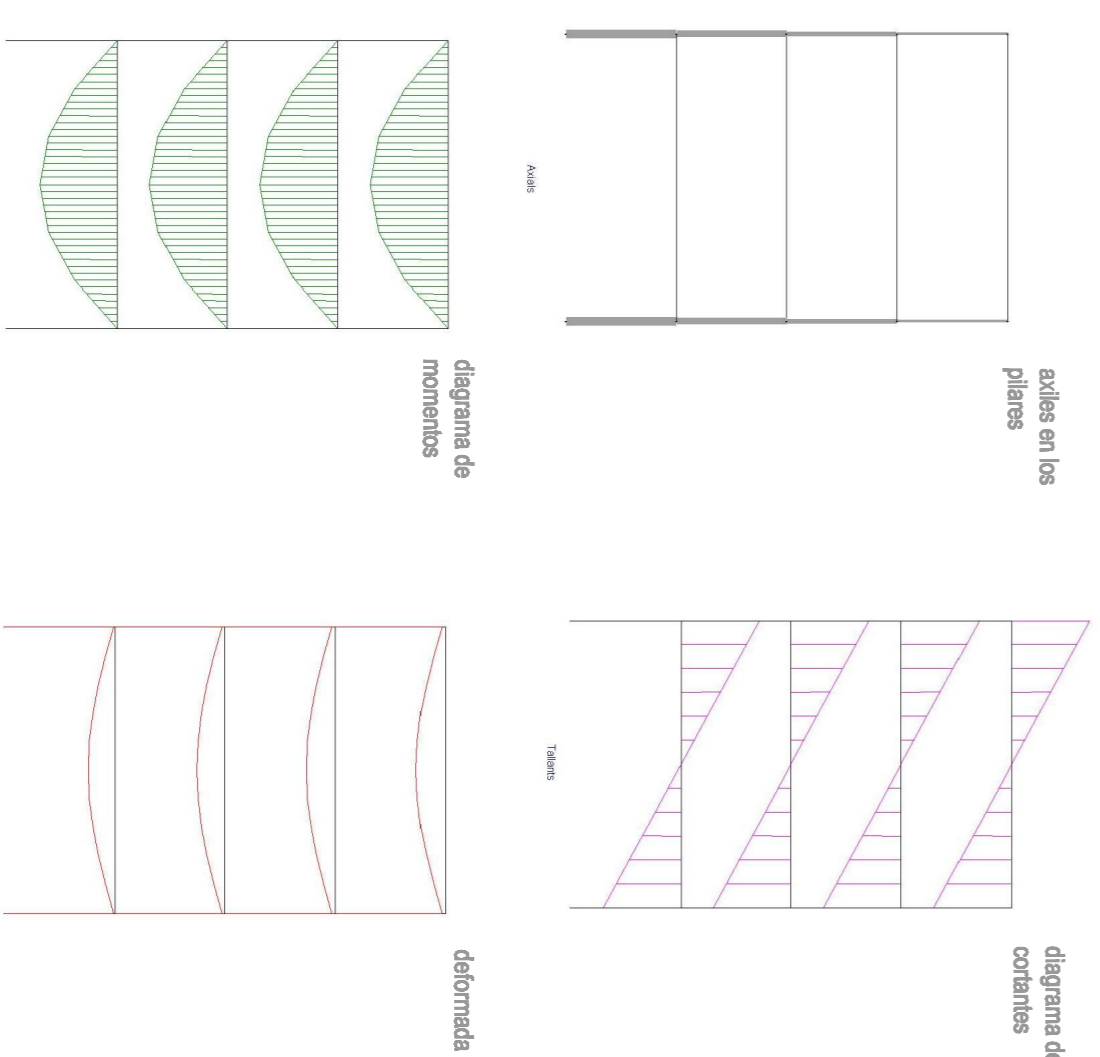 axiles en los
pilares
diagrama de
cortantes
Axials
Tallants
diagrama de
momentos
deformada